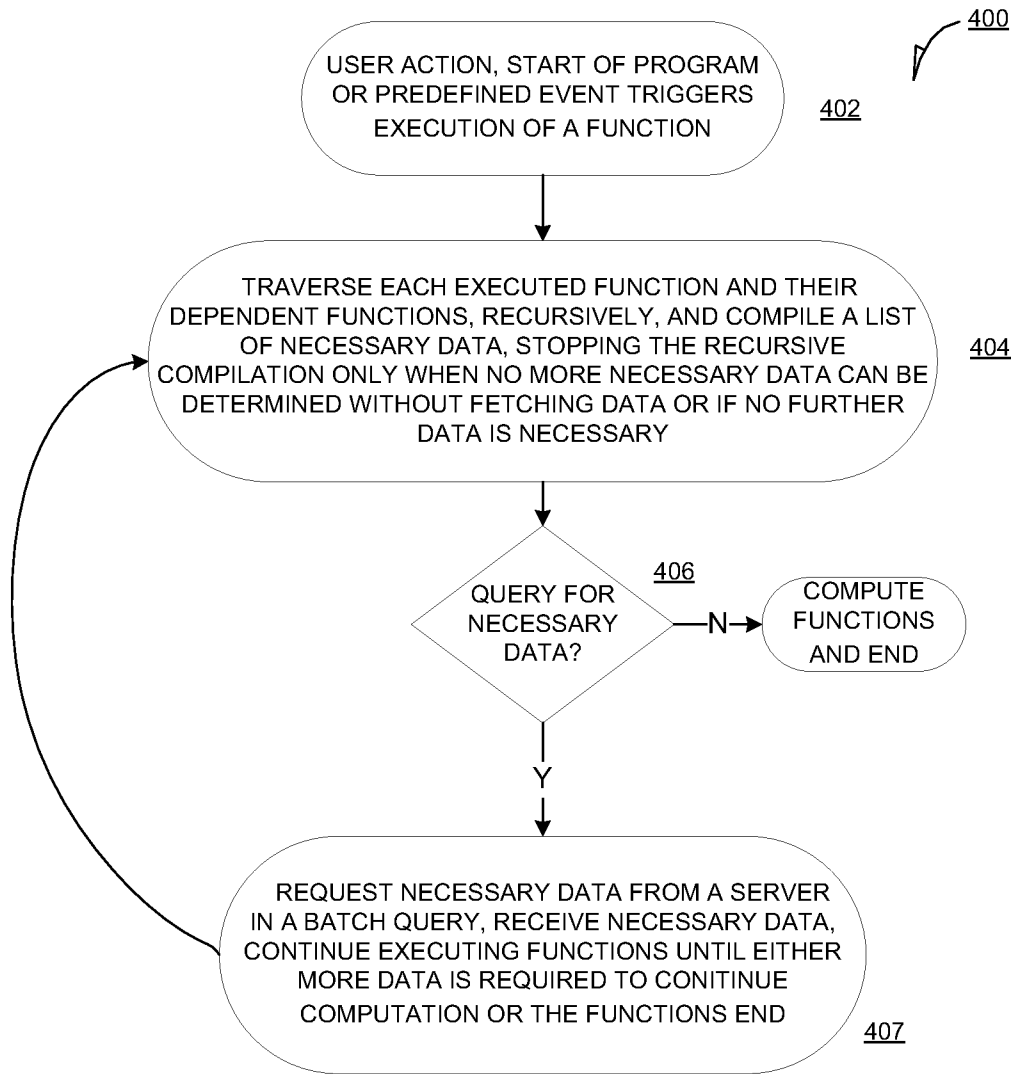 400
USER ACTION, START OF PROGRAM
OR PREDEFINED EVENT TRIGGERS
EXECUTION OF A FUNCTION
402
TRAVERSE EACH EXECUTED FUNCTION AND THEIR
DEPENDENT FUNCTIONS, RECURSIVELY, AND COMPILE A LIST
OF NECESSARY DATA, STOPPING THE RECURSIVE
COMPILATION ONLY WHEN NO MORE NECESSARY DATA CAN BE
DETERMINED WITHOUT FETCHING DATA OR IF NO FURTHER
DATA IS NECESSARY
404
406
QUERY FOR
NECESSARY
DATA?
N
COMPUTE
FUNCTIONS
AND END
Y
REQUEST NECESSARY DATA FROM A SERVER
IN A BATCH QUERY, RECEIVE NECESSARY DATA,
CONTINUE EXECUTING FUNCTIONS UNTIL EITHER
MORE DATA IS REQUIRED TO CONITINUE
COMPUTATION OR THE FUNCTIONS END
407